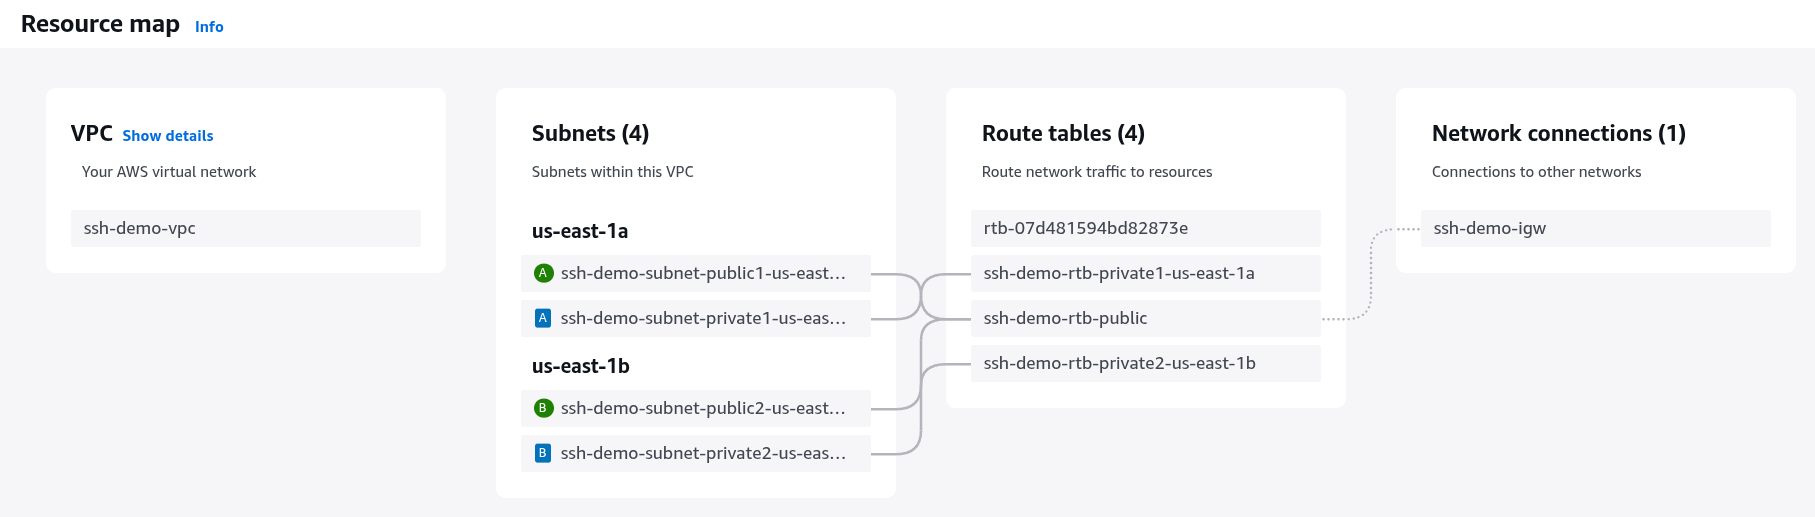 Resource map Info
VPC Show details
Your AWS virtual network
ssh-demo-vpc
Subnets (4)
Subnets within this VPC
us-east-1a
A ssh-demo-subnet-public1-us-east...
A ssh-demo-subnet-private1-us-eas...
us-east-1b
B ssh-demo-subnet-public2-us-east...
B ssh-demo-subnet-private2-us-eas...
Route tables (4)
Route network traffic to resources
rtb-07d481594bd82873e
ssh-demo-rtb-private1-us-east-1a
ssh-demo-rtb-public
ssh-demo-rtb-private2-us-east-1b
Network connections (1)
Connections to other networks
ssh-demo-igw